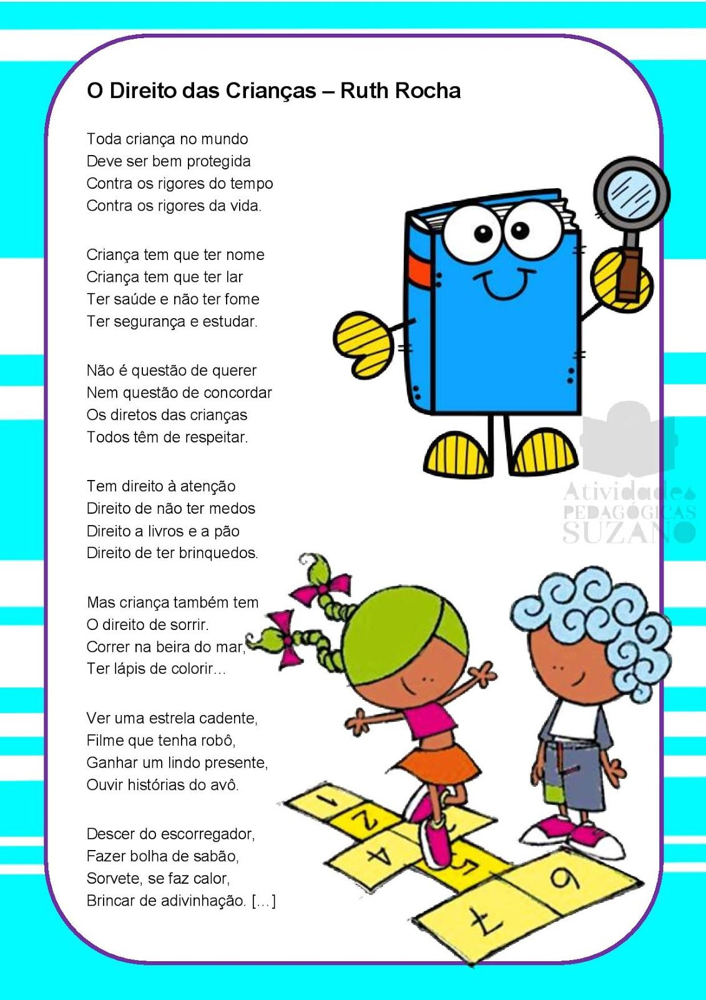 O Direito das Crianças – Ruth Rocha
Toda criança no mundo
Deve ser bem protegida
Contra os rigores do tempo
Contra os rigores da vida.
Criança tem que ter nome
Criança tem que ter lar
Ter saúde e não ter fome
Ter segurança e estudar.
Não é questão de querer
Nem questão de concordar
Os diretos das crianças
Todos têm de respeitar.
Tem direito à atenção
Direito de não ter medos
Direito a livros e a pão
Direito de ter brinquedos.
Mas criança também tem
O direito de sorrir.
Correr na beira do mar,
Ter lápis de colorir…
Ver uma estrela cadente,
Filme que tenha robô,
Ganhar um lindo presente,
Ouvir histórias do avô.
Descer do escorregador,
Fazer bolha de sabão,
Sorvete, se faz calor,
Brincar de adivinhação. […]
Atividades
PEDAGÓGICAS
SUZANO
1
2
3
4
5
6
7